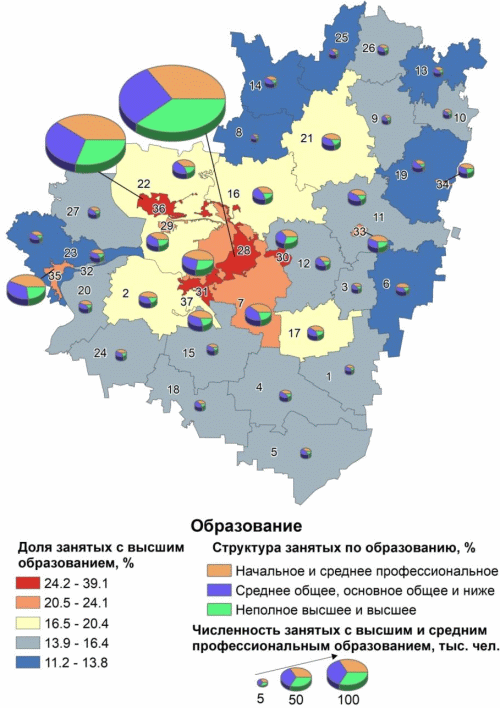 25
26
14
13
8
9
10
21
19
34
22
16
36
27
11
29
33
23
28
30
32
12
35
3
6
31
20
2
37
7
17
15
24
1
18
4
5
Образование
Доля занятых с высшим
образованием, %
24.2 - 39.1
20.5 - 24.1
16.5 - 20.4
13.9 - 16.4
11.2 - 13.8
Структура занятых по образованию, %
Начальное и среднее профессиональное
Среднее общее, основное общее и ниже
Неполное высшее и высшее
Численность занятых с высшим и средним
профессиональным образованием, тыс. чел.
5 50 100